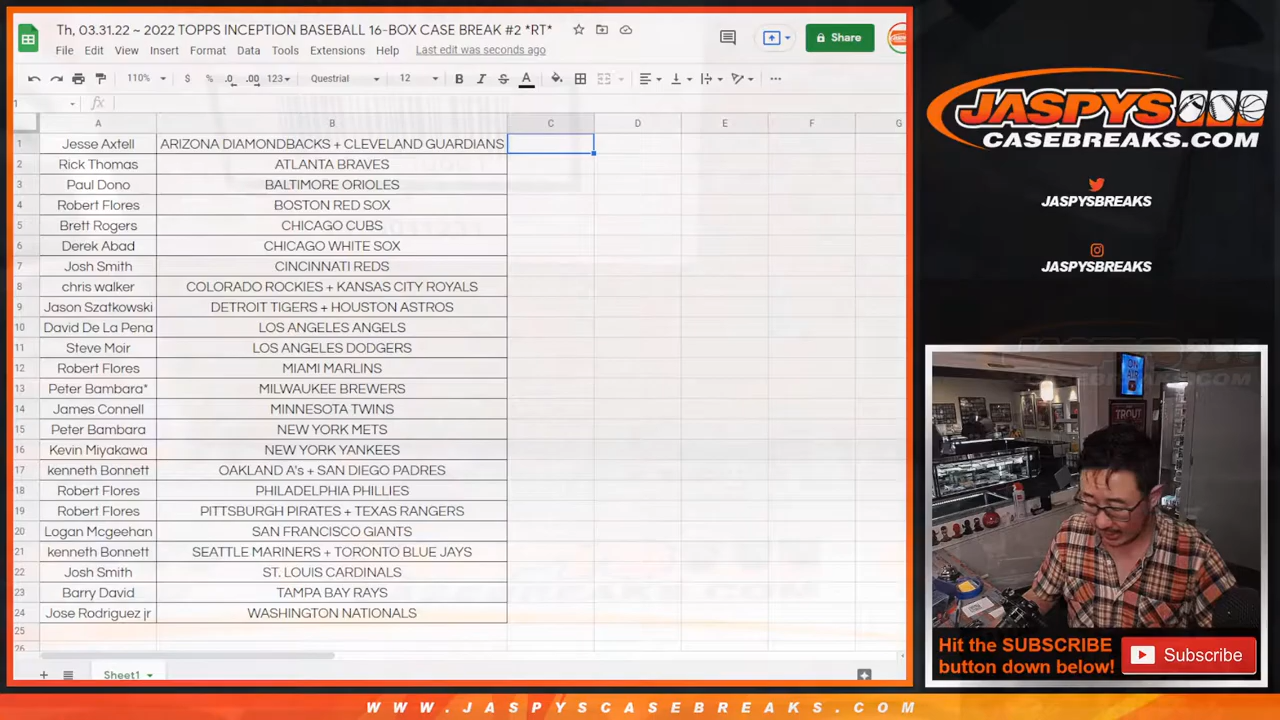 Th, 03.31.22 ~ 2022 TOPPS INCEPTION BASEBALL 16-BOX CASE BREAK #2 *RT*
File Edit View Insert Format Data Tools Extensions Help Last edit was seconds ago
Share
110% $ % .0 .00 123 Questrial 12 B I S A
1 fx
A B C D E F G
1 Jesse Axtell ARIZONA DIAMONDBACKS + CLEVELAND GUARDIANS
2 Rick Thomas ATLANTA BRAVES
3 Paul Dono BALTIMORE ORIOLES
4 Robert Flores BOSTON RED SOX
5 Brett Rogers CHICAGO CUBS
6 Derek Abad CHICAGO WHITE SOX
7 Josh Smith CINCINNATI REDS
8 chris walker COLORADO ROCKIES + KANSAS CITY ROYALS
9 Jason Szatkowski DETROIT TIGERS + HOUSTON ASTROS
10 David De La Pena LOS ANGELES ANGELS
11 Steve Moir LOS ANGELES DODGERS
12 Robert Flores MIAMI MARLINS
13 Peter Bambara* MILWAUKEE BREWERS
14 James Connell MINNESOTA TWINS
15 Peter Bambara NEW YORK METS
16 Kevin Miyakawa NEW YORK YANKEES
17 kenneth Bonnett OAKLAND A's + SAN DIEGO PADRES
18 Robert Flores PHILADELPHIA PHILLIES
19 Robert Flores PITTSBURGH PIRATES + TEXAS RANGERS
20 Logan Mcgeehan SAN FRANCISCO GIANTS
21 kenneth Bonnett SEATTLE MARINERS + TORONTO BLUE JAYS
22 Josh Smith ST. LOUIS CARDINALS
23 Barry David TAMPA BAY RAYS
24 Jose Rodriguez jr WASHINGTON NATIONALS
25
26
Sheet1
JASPYS
CASEBREAKS.COM
JASPYSBREAKS
JASPYSBREAKS
ON AIR
TROUT
Hit the SUBSCRIBE
button down below!
Subscribe
WWW.JASPYSCASEBREAKS.COM